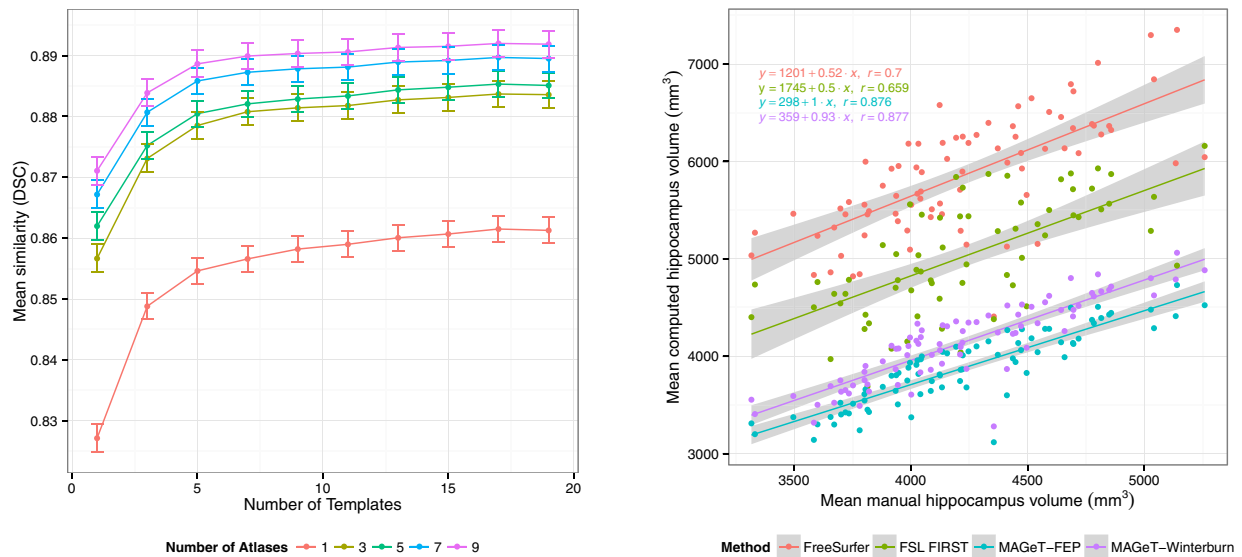 0.89
0.88
0.87
0.86
0.85
0.84
0.83
Mean similarity (DSC)
0 5 10 15 20
Number of Templates
Number of Atlases 1 3 5 7 9
7000
6000
5000
4000
3000
Mean computed hippocampus volume (mm³)
y = 1201 + 0.52 · x, r = 0.7
y = 1745 + 0.5 · x, r = 0.659
y = 298 + 1 · x, r = 0.876
y = 359 + 0.93 · x, r = 0.877
3500 4000 4500 5000
Mean manual hippocampus volume (mm³)
Method FreeSurfer FSL FIRST MAGeT−FEP MAGeT−Winterburn